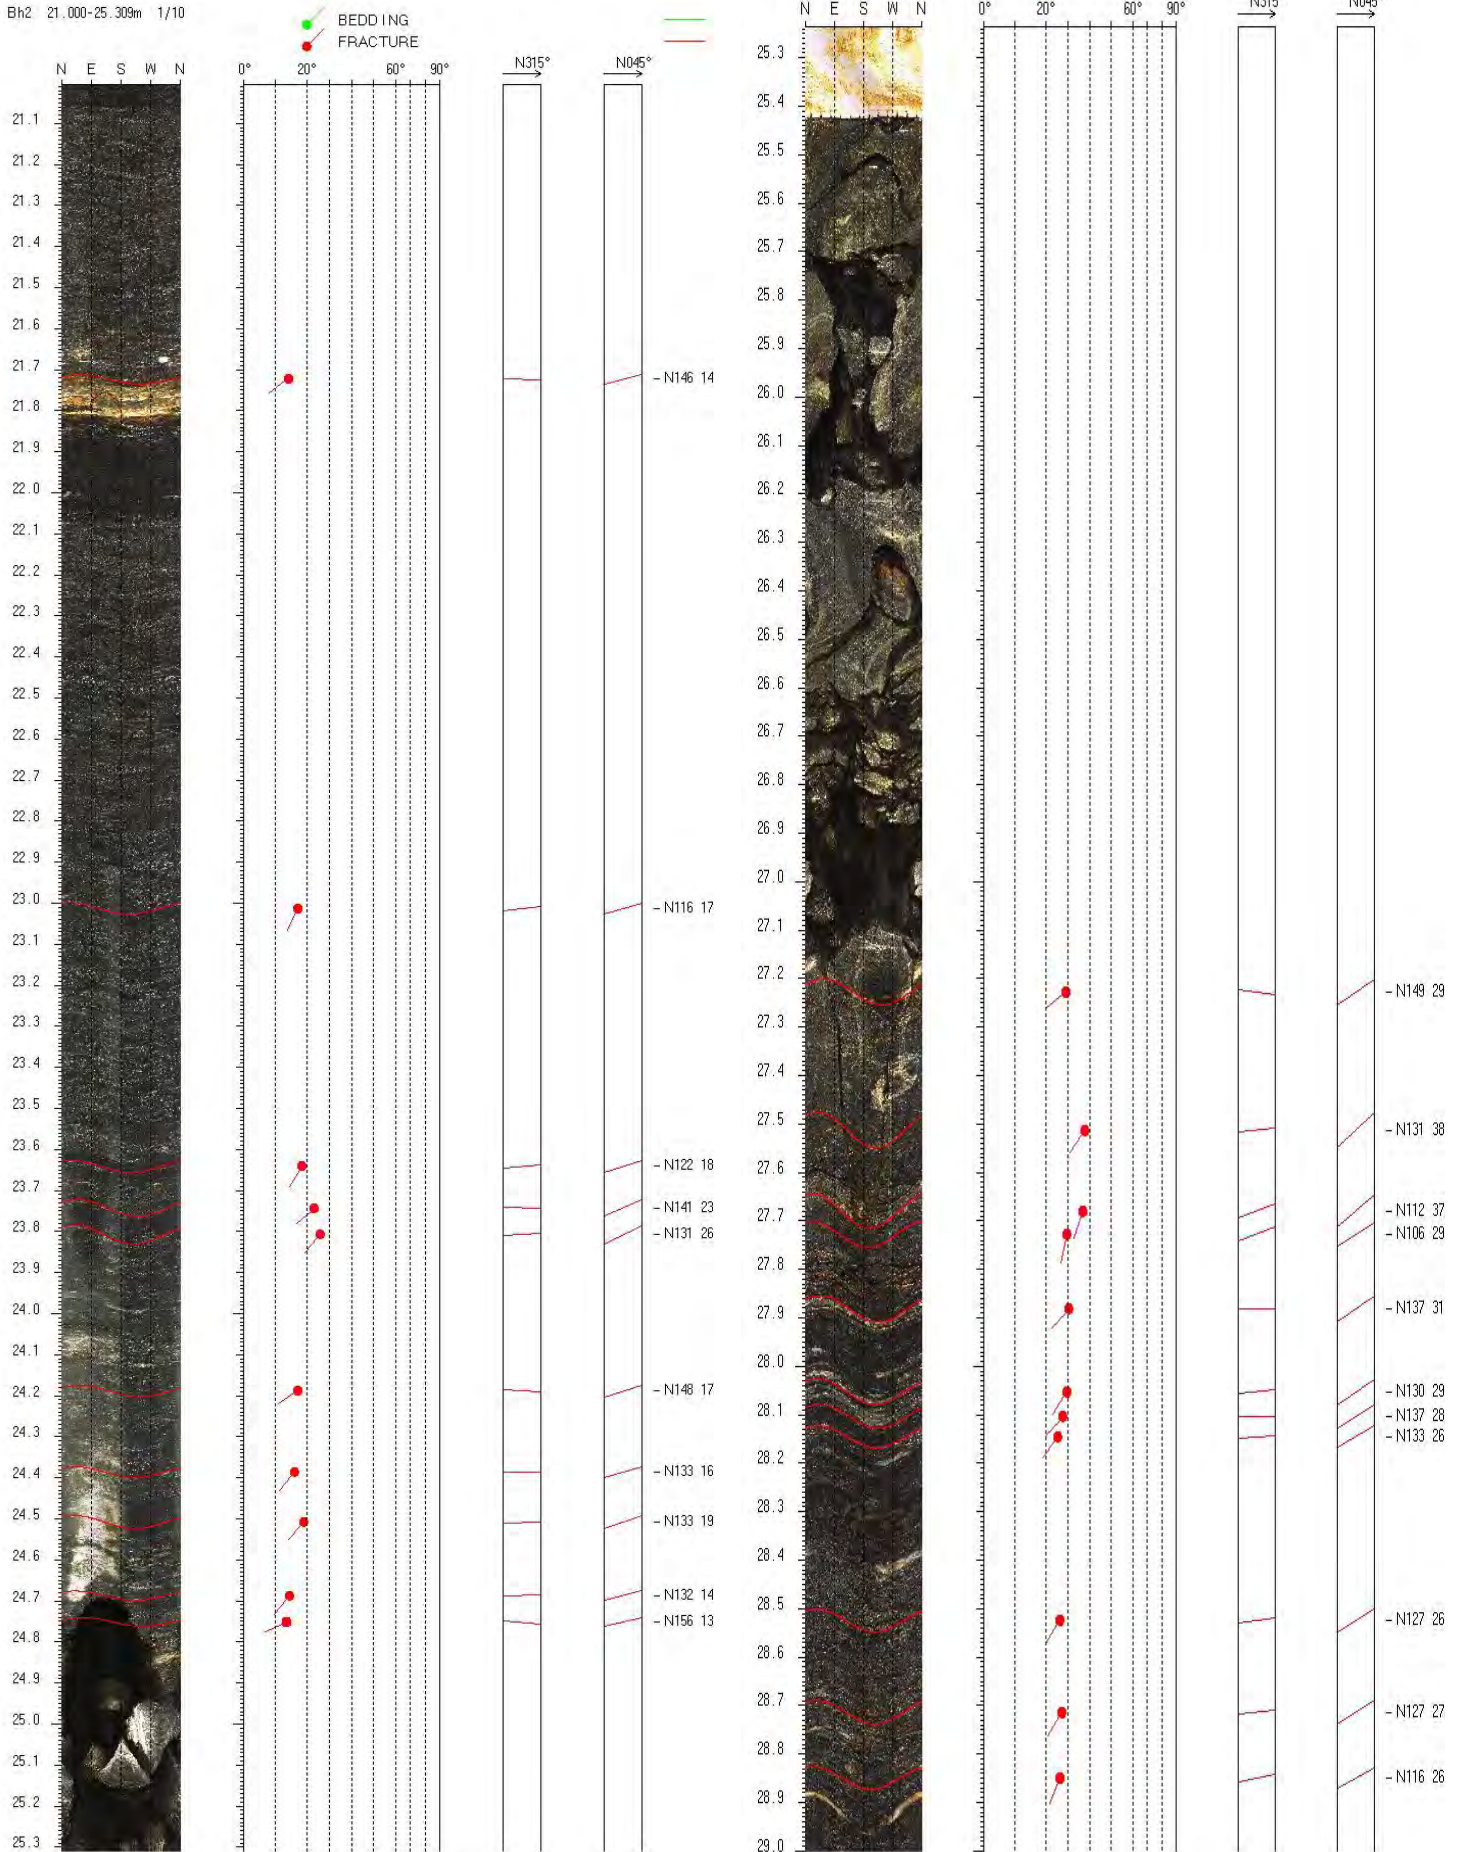 Bh2 21.000-25.309m 1/10
BEDDING
FRACTURE
N E S W N
0° 20° 60° 90°
N315°
N045°
21.1
21.2
21.3
21.4
21.5
21.6
21.7
- N146 14
21.8
21.9
22.0
22.1
22.2
22.3
22.4
22.5
22.6
22.7
22.8
22.9
23.0
- N116 17
23.1
23.2
23.3
23.4
23.5
23.6
- N122 18
23.7
- N141 23
23.8
- N131 26
23.9
24.0
24.1
24.2
- N148 17
24.3
24.4
- N133 16
24.5
- N133 19
24.6
24.7
- N132 14
- N156 13
24.8
24.9
25.0
25.1
25.2
25.3
N E S W N
0° 20° 60° 90°
N315
N045
25.3
25.4
25.5
25.6
25.7
25.8
25.9
26.0
26.1
26.2
26.3
26.4
26.5
26.6
26.7
26.8
26.9
27.0
27.1
27.2
- N149 29
27.3
27.4
27.5
- N131 38
27.6
27.7
- N112 37
- N106 29
27.8
27.9
- N137 31
28.0
- N130 29
28.1
- N137 28
- N133 26
28.2
28.3
28.4
28.5
- N127 26
28.6
28.7
- N127 27
28.8
- N116 26
28.9
29.0